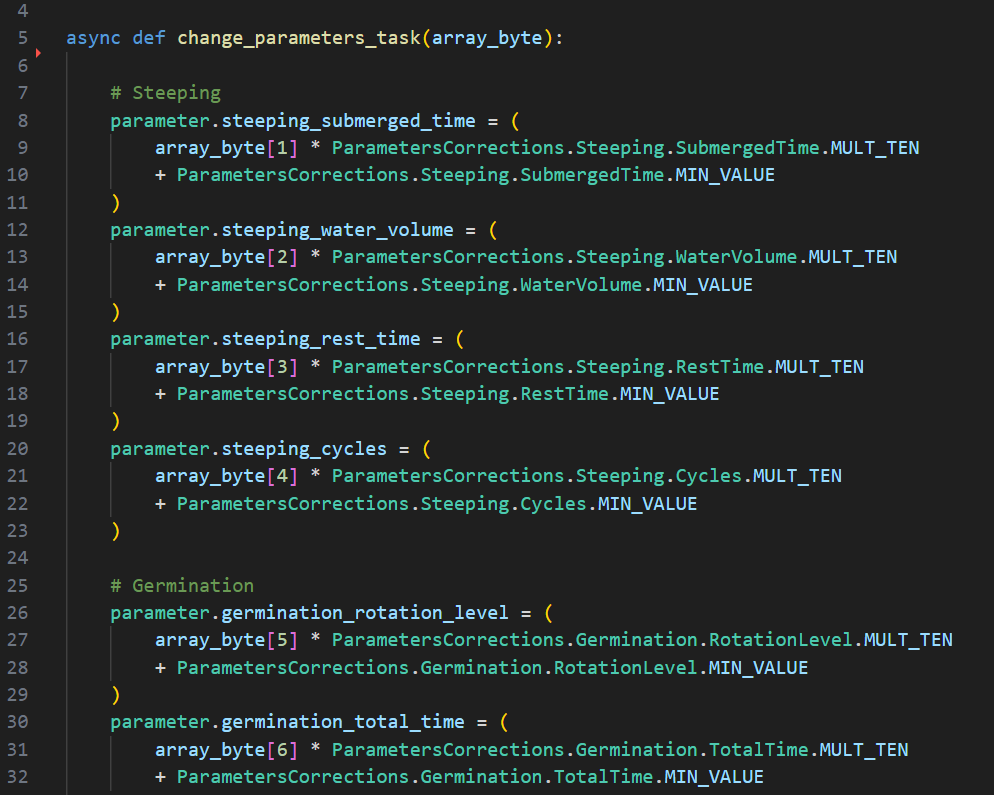 4
5 async def change_parameters_task(array_byte):
6
7     # Steeping
8     parameter.steeping_submerged_time = (
9         array_byte[1] * ParametersCorrections.Steeping.SubmergedTime.MULT_TEN
10         + ParametersCorrections.Steeping.SubmergedTime.MIN_VALUE
11     )
12     parameter.steeping_water_volume = (
13         array_byte[2] * ParametersCorrections.Steeping.WaterVolume.MULT_TEN
14         + ParametersCorrections.Steeping.WaterVolume.MIN_VALUE
15     )
16     parameter.steeping_rest_time = (
17         array_byte[3] * ParametersCorrections.Steeping.RestTime.MULT_TEN
18         + ParametersCorrections.Steeping.RestTime.MIN_VALUE
19     )
20     parameter.steeping_cycles = (
21         array_byte[4] * ParametersCorrections.Steeping.Cycles.MULT_TEN
22         + ParametersCorrections.Steeping.Cycles.MIN_VALUE
23     )
24
25     # Germination
26     parameter.germination_rotation_level = (
27         array_byte[5] * ParametersCorrections.Germination.RotationLevel.MULT_TEN
28         + ParametersCorrections.Germination.RotationLevel.MIN_VALUE
29     )
30     parameter.germination_total_time = (
31         array_byte[6] * ParametersCorrections.Germination.TotalTime.MULT_TEN
32         + ParametersCorrections.Germination.TotalTime.MIN_VALUE